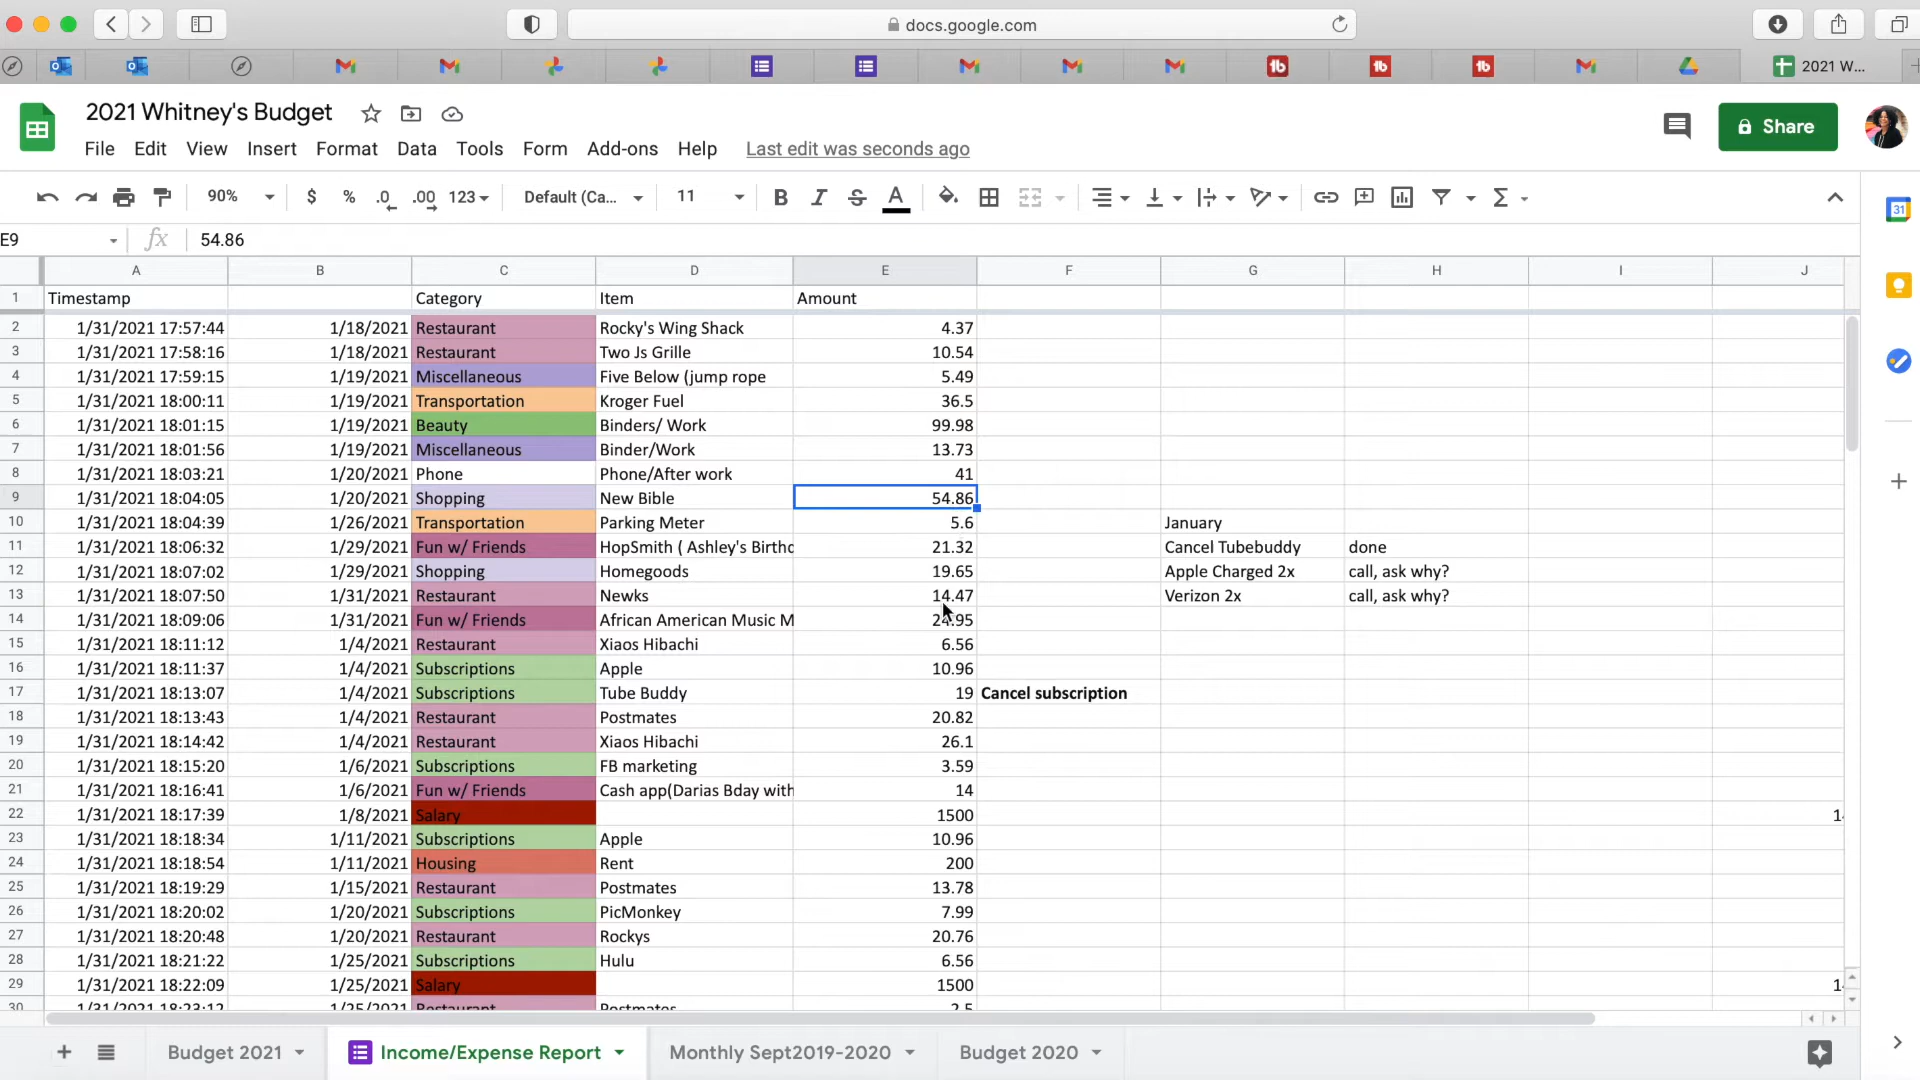 docs.google.com
2021 W...
2021 Whitney's Budget
Share
File Edit View Insert Format Data Tools Form Add-ons Help Last edit was seconds ago
90% $ % .0 .00 123 Default (Ca... 11 B I S A
E9 fx 54.86
A B C D E F G H I J
1 Timestamp Category Item Amount
2 1/31/2021 17:57:44 1/18/2021 Restaurant Rocky's Wing Shack 4.37
3 1/31/2021 17:58:16 1/18/2021 Restaurant Two Js Grille 10.54
4 1/31/2021 17:59:15 1/19/2021 Miscellaneous Five Below (jump rope 5.49
5 1/31/2021 18:00:11 1/19/2021 Transportation Kroger Fuel 36.5
6 1/31/2021 18:01:15 1/19/2021 Beauty Binders/ Work 99.98
7 1/31/2021 18:01:56 1/19/2021 Miscellaneous Binder/Work 13.73
8 1/31/2021 18:03:21 1/20/2021 Phone Phone/After work 41
9 1/31/2021 18:04:05 1/20/2021 Shopping New Bible 54.86
10 1/31/2021 18:04:39 1/26/2021 Transportation Parking Meter 5.6 January
11 1/31/2021 18:06:32 1/29/2021 Fun w/ Friends HopSmith ( Ashley's Birthd 21.32 Cancel Tubebuddy done
12 1/31/2021 18:07:02 1/29/2021 Shopping Homegoods 19.65 Apple Charged 2x call, ask why?
13 1/31/2021 18:07:50 1/31/2021 Restaurant Newks 14.47 Verizon 2x call, ask why?
14 1/31/2021 18:09:06 1/31/2021 Fun w/ Friends African American Music M 24.95
15 1/31/2021 18:11:12 1/4/2021 Restaurant Xiaos Hibachi 6.56
16 1/31/2021 18:11:37 1/4/2021 Subscriptions Apple 10.96
17 1/31/2021 18:13:07 1/4/2021 Subscriptions Tube Buddy 19 Cancel subscription
18 1/31/2021 18:13:43 1/4/2021 Restaurant Postmates 20.82
19 1/31/2021 18:14:42 1/4/2021 Restaurant Xiaos Hibachi 26.1
20 1/31/2021 18:15:20 1/6/2021 Subscriptions FB marketing 3.59
21 1/31/2021 18:16:41 1/6/2021 Fun w/ Friends Cash app(Darias Bday with 14
22 1/31/2021 18:17:39 1/8/2021 Salary 1500
23 1/31/2021 18:18:34 1/11/2021 Subscriptions Apple 10.96
24 1/31/2021 18:18:54 1/11/2021 Housing Rent 200
25 1/31/2021 18:19:29 1/15/2021 Restaurant Postmates 13.78
26 1/31/2021 18:20:02 1/20/2021 Subscriptions PicMonkey 7.99
27 1/31/2021 18:20:48 1/20/2021 Restaurant Rockys 20.76
28 1/31/2021 18:21:22 1/25/2021 Subscriptions Hulu 6.56
29 1/31/2021 18:22:09 1/25/2021 Salary 1500
30 1/31/2021 18:23:12 1/25/2021 Restaurant Postmates 2.5
Budget 2021 Income/Expense Report Monthly Sept2019-2020 Budget 2020